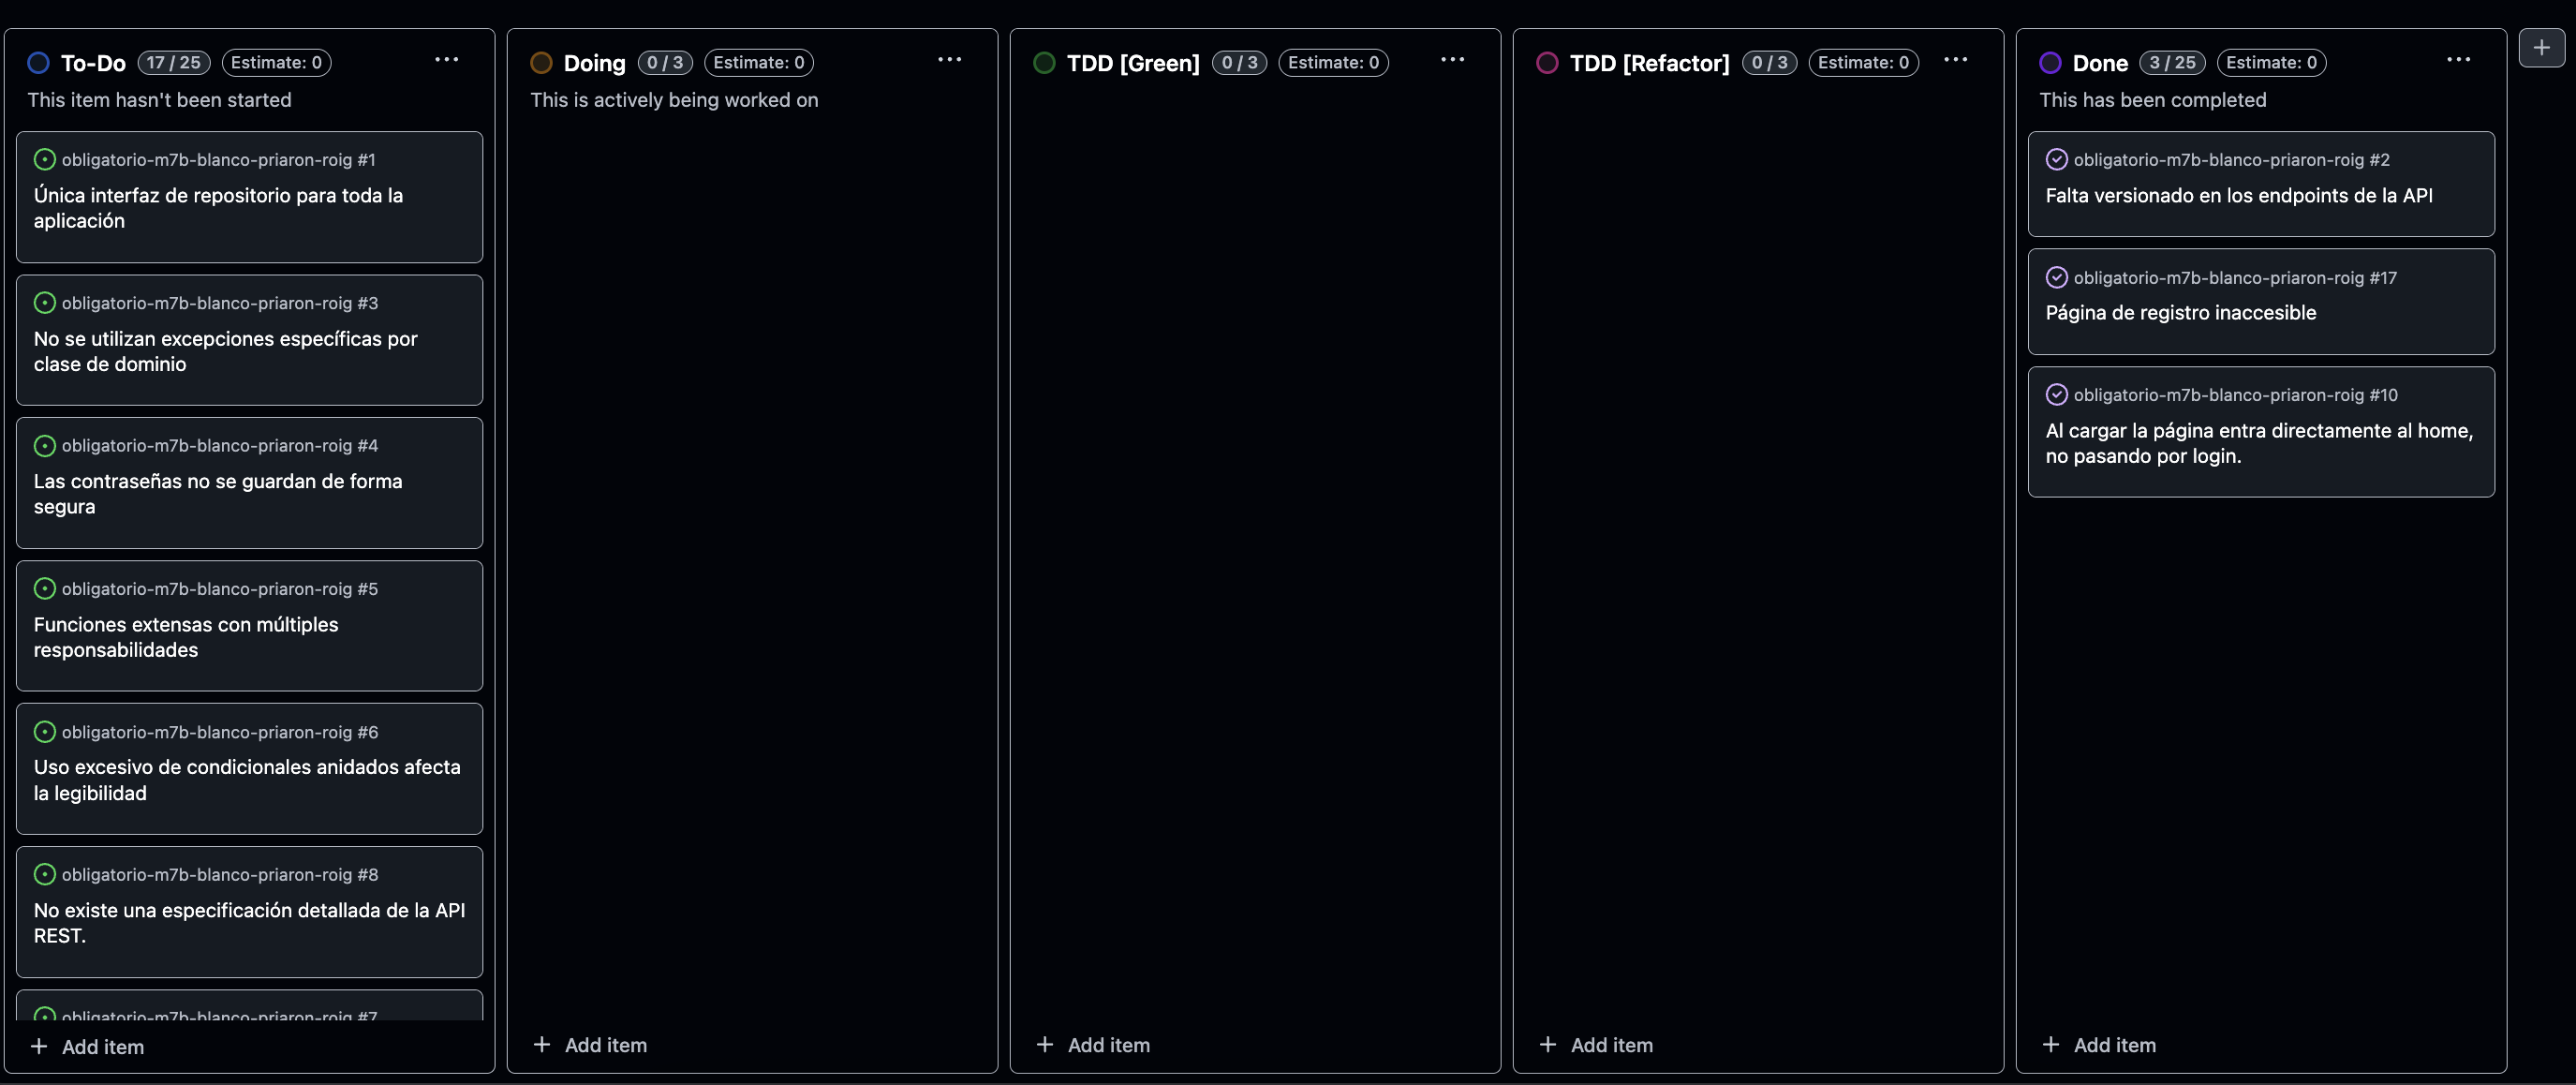 To-Do 17 / 25 Estimate: 0
This item hasn't been started
obligatorio-m7b-blanco-priaron-roig #1
Única interfaz de repositorio para toda la
aplicación
obligatorio-m7b-blanco-priaron-roig #3
No se utilizan excepciones específicas por
clase de dominio
obligatorio-m7b-blanco-priaron-roig #4
Las contraseñas no se guardan de forma
segura
obligatorio-m7b-blanco-priaron-roig #5
Funciones extensas con múltiples
responsabilidades
obligatorio-m7b-blanco-priaron-roig #6
Uso excesivo de condicionales anidados afecta
la legibilidad
obligatorio-m7b-blanco-priaron-roig #8
No existe una especificación detallada de la API
REST.
obligatorio-m7b-blanco-priaron-roig #7
Add item
Doing 0 / 3 Estimate: 0
This is actively being worked on
Add item
TDD [Green] 0 / 3 Estimate: 0
Add item
TDD [Refactor] 0 / 3 Estimate: 0
Add item
Done 3 / 25 Estimate: 0
This has been completed
obligatorio-m7b-blanco-priaron-roig #2
Falta versionado en los endpoints de la API
obligatorio-m7b-blanco-priaron-roig #17
Página de registro inaccesible
obligatorio-m7b-blanco-priaron-roig #10
Al cargar la página entra directamente al home,
no pasando por login.
Add item